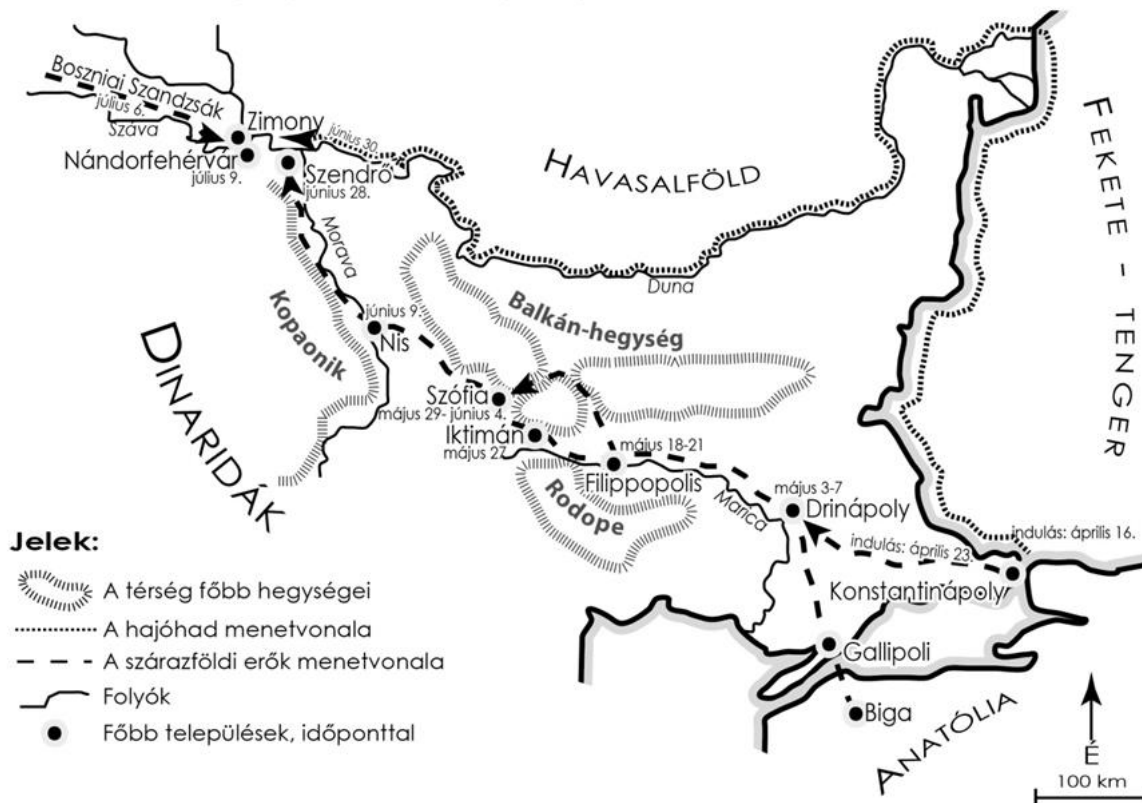 Boszniai Szandzsák
július 6.
Száva
Zimony
június 30.
Nándorfehérvár
július 9.
Szendrő
június 28.
HAVASALFÖLD
FEKETE - TENGER
Morava
Duna
Kopaonik
június 9.
Nis
Balkán-hegység
DINARIDÁK
Szófia
május 29- június 4.
Iktimán
május 27.
május 18-21
Filippopolis
Rodope
Marica
május 3-7
Drinápoly
indulás: április 23.
indulás: április 16.
Konstantinápoly
Gallipoli
Biga
ANATÓLIA
É
100 km
Jelek:
A térség főbb hegységei
A hajóhad menetvonala
A szárazföldi erők menetvonala
Folyók
Főbb települések, időponttal